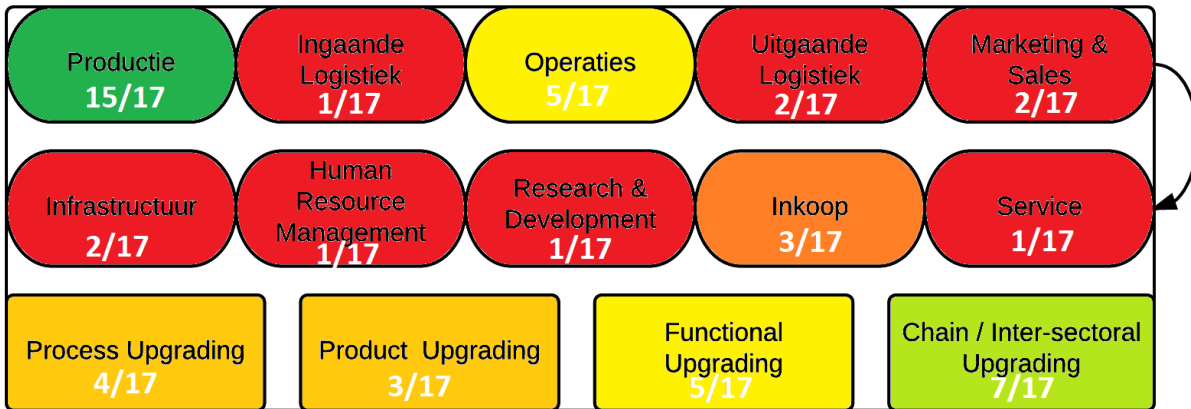 Productie
15/17
Ingaande
Logistiek
1/17
Operaties
5/17
Uitgaande
Logistiek
2/17
Marketing &
Sales
2/17
Infrastructuur
2/17
Human
Resource
Management
1/17
Research &
Development
1/17
Inkoop
3/17
Service
1/17
Process Upgrading
4/17
Product Upgrading
3/17
Functional
Upgrading
5/17
Chain / Inter-sectoral
Upgrading
7/17